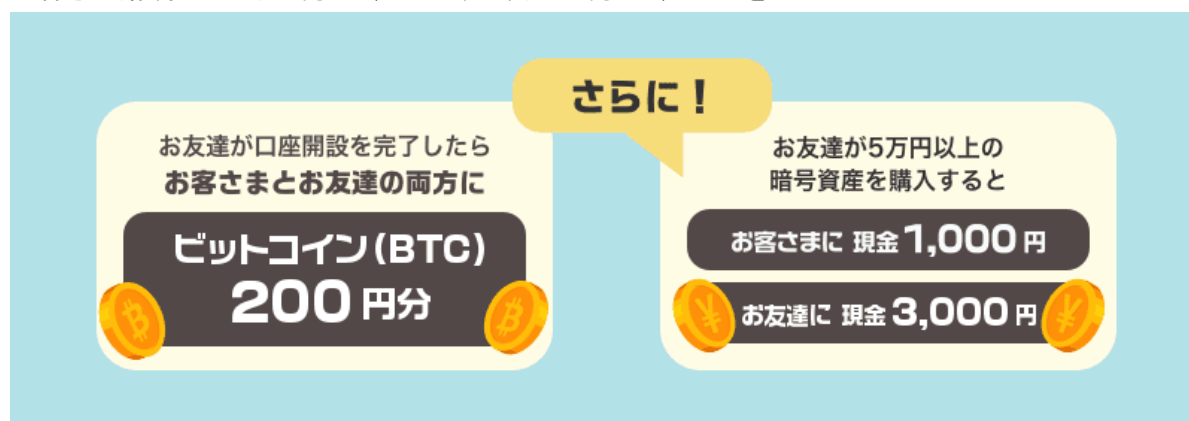 お友達が口座開設を完了したら
お客さまとお友達の両方に
ビットコイン(BTC)
200円分
さらに!
お友達が5万円以上の
暗号資産を購入すると
お客さまに 現金1,000円
お友達に 現金3,000円